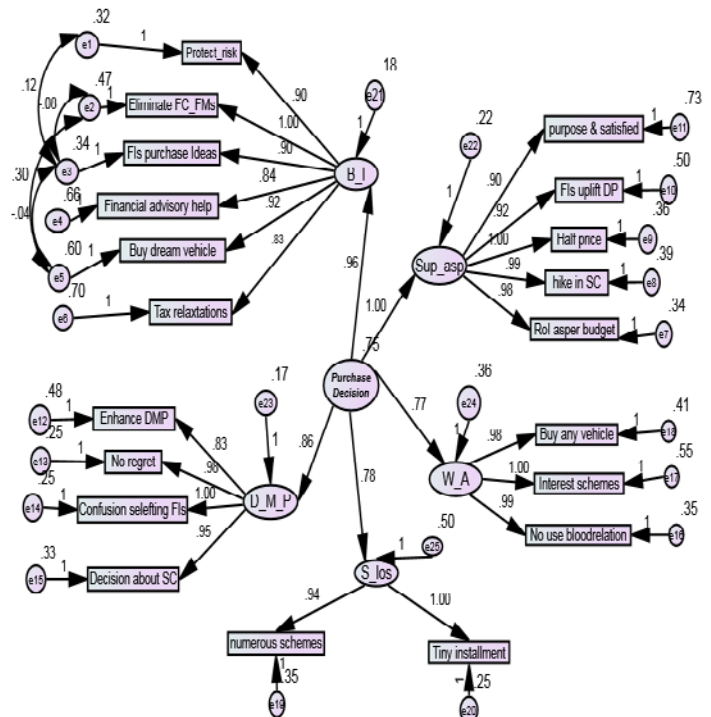 .32
e1
1
Protect_risk
.12
-.00
.47
e2
1
Eliminate FC_FMs
.90
.18
e21
1
1.00
.34
e3
1
FIs purchase Ideas
.90
B_I
.30
.66
e4
1
Financial advisory help
.84
-.04
.60
e5
1
Buy dream vehicle
.92
.70
e6
1
Tax relaxtations
.83
.96
.22
e22
1
Sup_asp
1.00
.73
purpose & satisfied
1
e11
.90
.50
FIs uplift DP
1
e10
.92
.36
Half price
1
e9
1.00
.39
hike in SC
1
e8
.99
.34
RoI asper budget
1
e7
.98
.75
Purchase
Decision
.48
e12
1
Enhance DMP
.83
.17
e23
1
.25
e13
1
No regret
.98
.86
D_M_P
.25
e14
1
Confusion selefting FIs
1.00
.33
e15
1
Decision about SC
.95
.77
.36
e24
1
W_A
.41
Buy any vehicle
1
e18
.98
.55
Interest schemes
1
e17
1.00
.35
No use bloodrelation
1
e16
.99
.78
.50
e25
1
S_los
.94
1.00
numerous schemes
Tiny installment
1
.35
e19
1
.25
e20